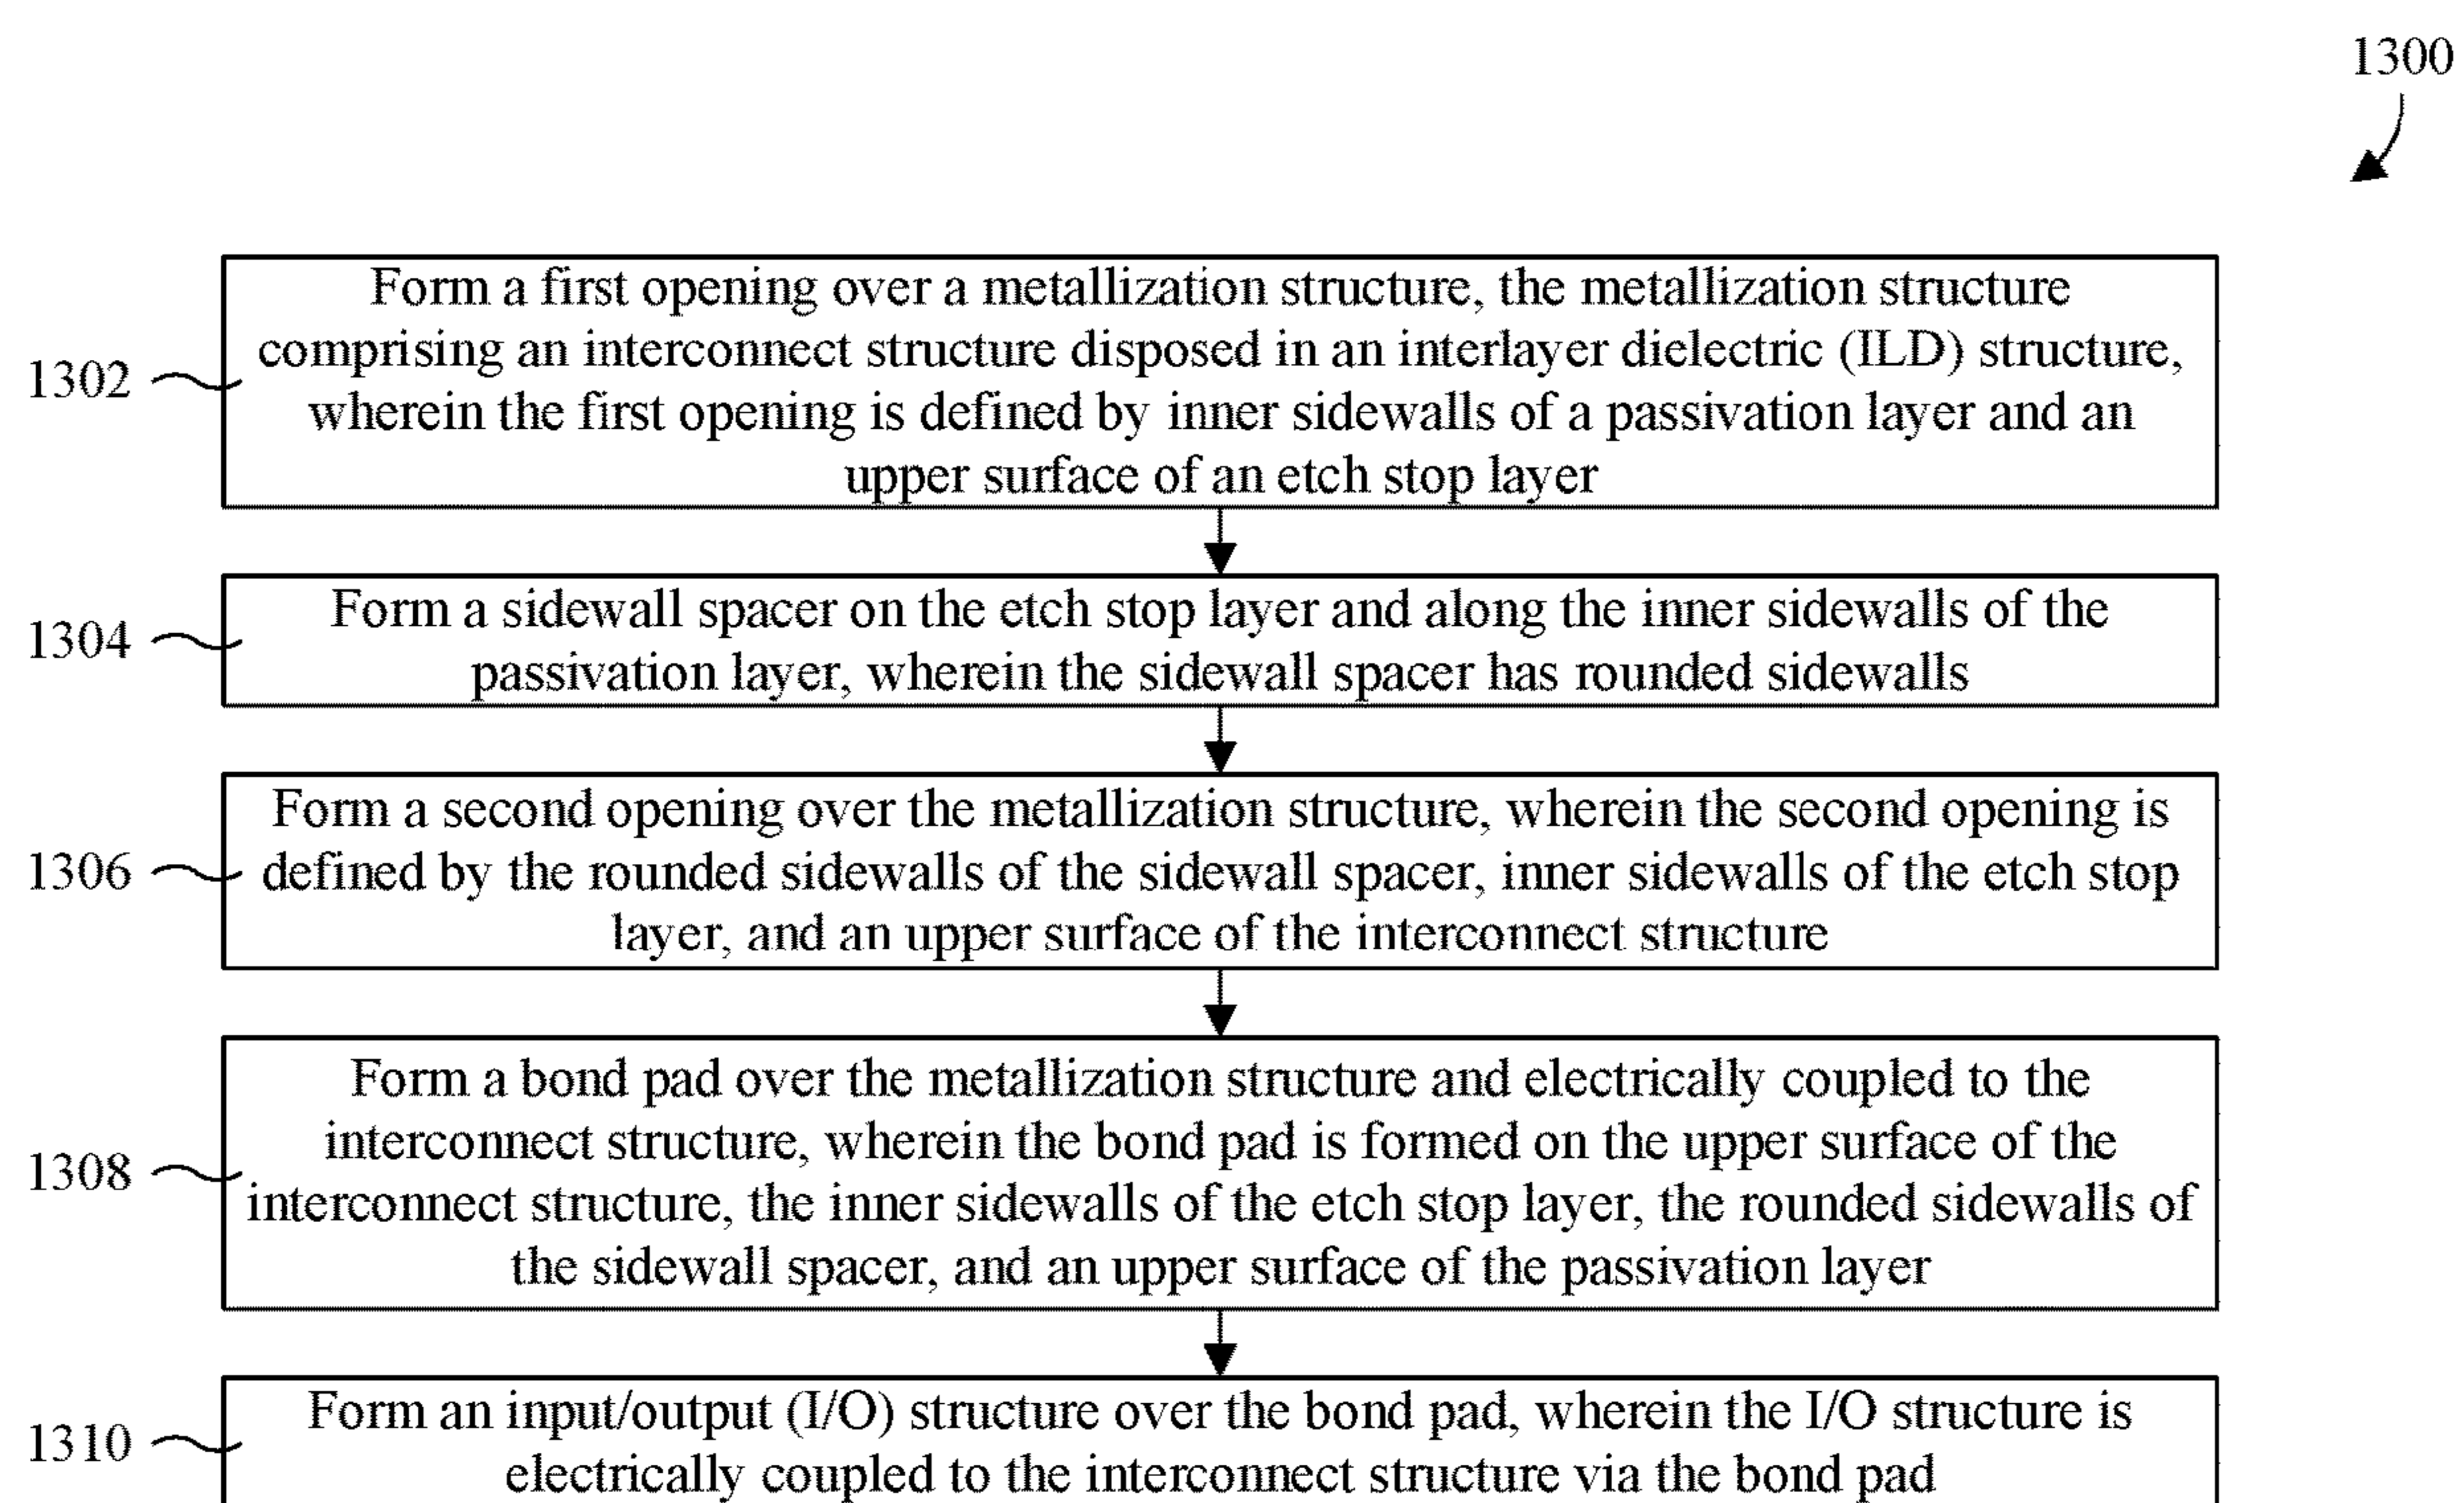 1300
Form a first opening over a metallization structure, the metallization structure
comprising an interconnect structure disposed in an interlayer dielectric (ILD) structure,
1302
wherein the first opening is defined by inner sidewalls of a passivation layer and an
upper surface of an etch stop layer
Form a sidewall spacer on the etch stop layer and along the inner sidewalls of the
1304
passivation layer, wherein the sidewall spacer has rounded sidewalls
Form a second opening over the metallization structure, wherein the second opening is
1306
defined by the rounded sidewalls of the sidewall spacer, inner sidewalls of the etch stop
layer, and an upper surface of the interconnect structure
Form a bond pad over the metallization structure and electrically coupled to the
interconnect structure, wherein the bond pad is formed on the upper surface of the
1308
interconnect structure, the inner sidewalls of the etch stop layer, the rounded sidewalls of
the sidewall spacer, and an upper surface of the passivation layer
Form an input/output (I/O) structure over the bond pad, wherein the I/O structure is
1310
electrically coupled to the interconnect structure via the bond pad